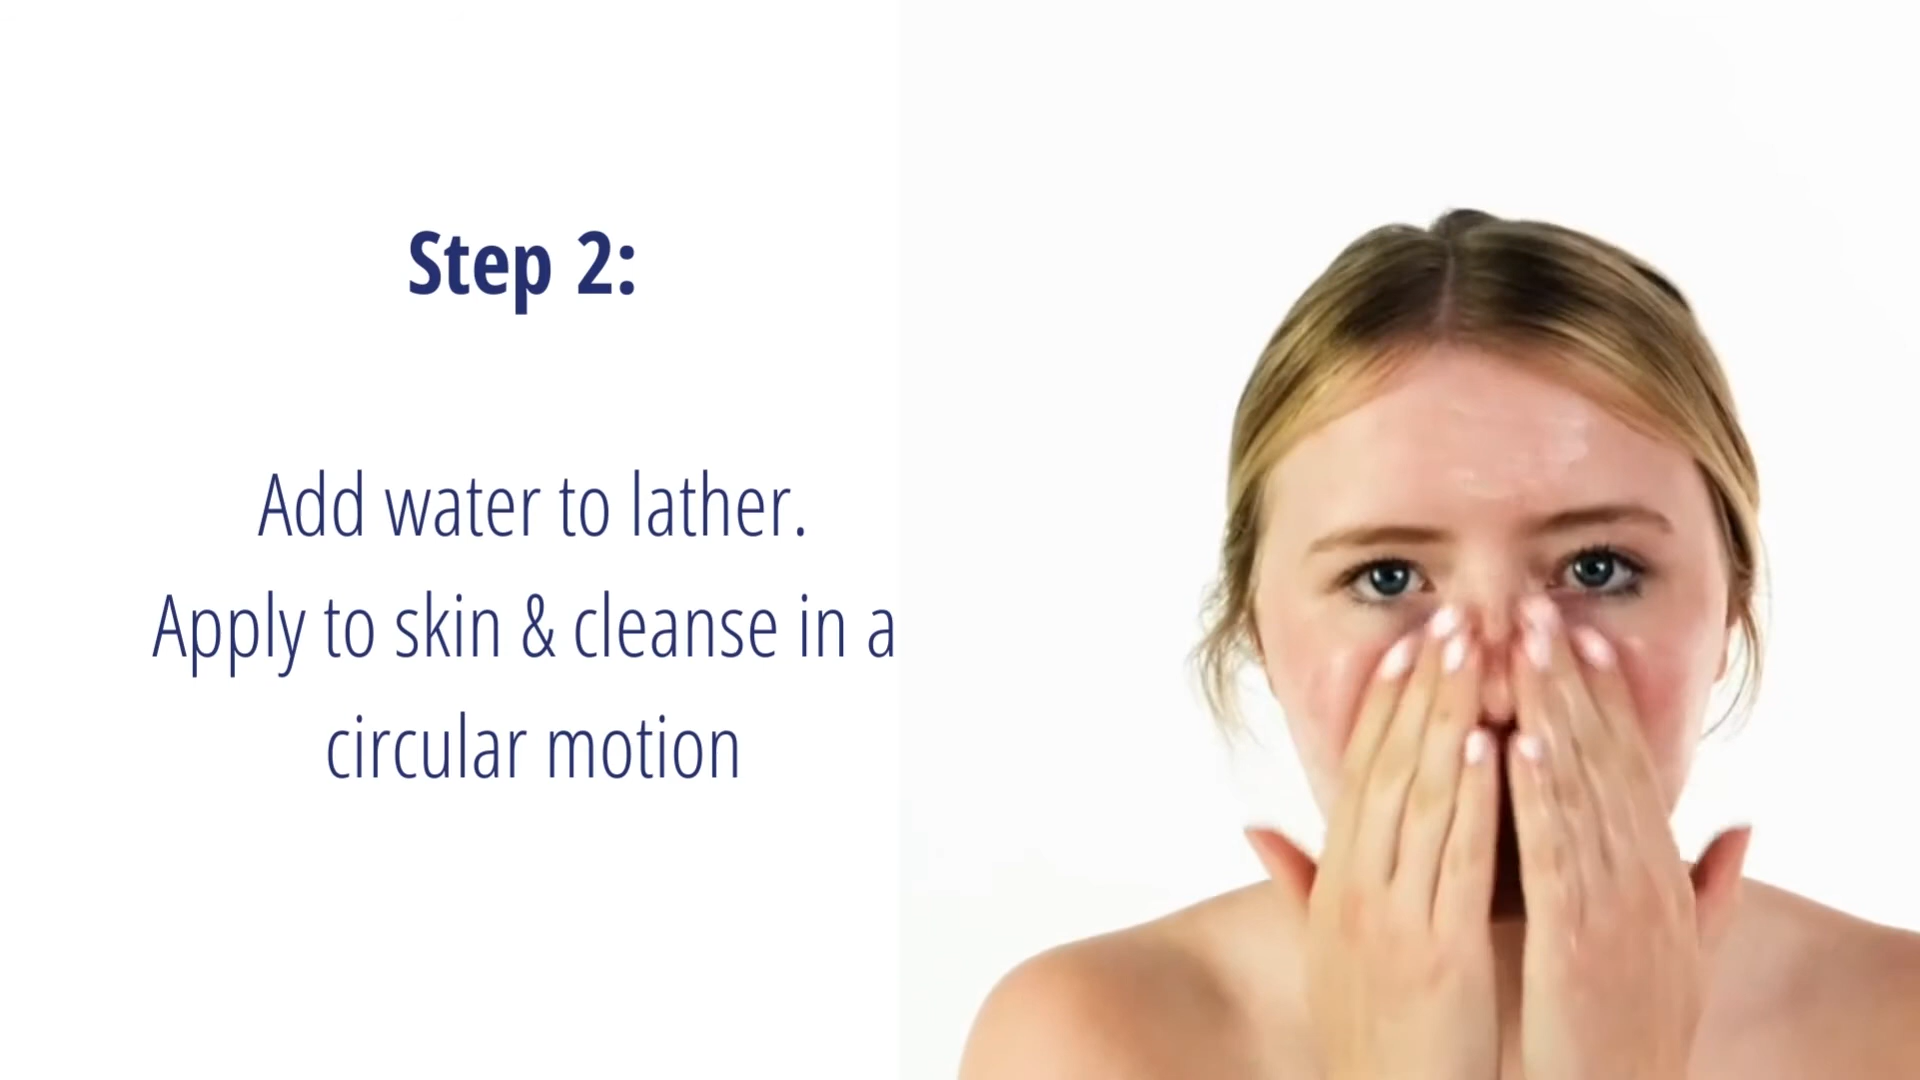 Step 2:
Add water to lather.
Apply to skin & cleanse in a
circular motion